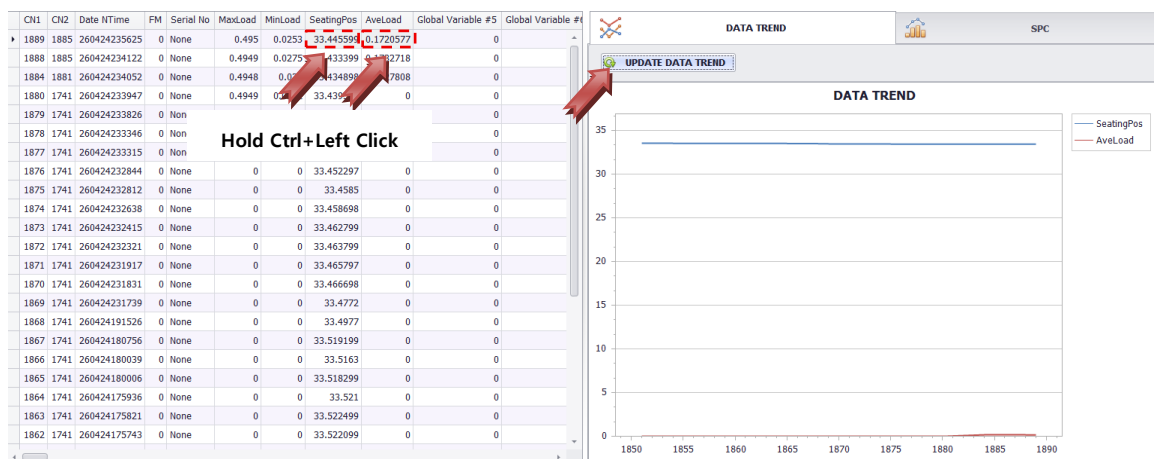 CN1 CN2 Date NTime FM Serial No MaxLoad MinLoad SeatingPos AveLoad Global Variable #5 Global Variable #6
1889 1885 260424235625 0 None 0.495 0.0253 33.445599 0.1720577 0
1888 1885 260424234122 0 None 0.4949 0.0275 0
1884 1881 260424234052 0 None 0.4948 0
1880 1741 260424233947 0 None 0.4949 0 0
1879 1741 260424233826 0 0
1878 1741 260424233346 0 0
1877 1741 260424233315 0 0
Hold Ctrl+Left Click
1876 1741 260424232844 0 None 0 0 33.452297 0 0
1875 1741 260424232812 0 None 0 0 33.4585 0 0
1874 1741 260424232638 0 None 0 0 33.458698 0 0
1873 1741 260424232415 0 None 0 0 33.462799 0 0
1872 1741 260424232321 0 None 0 0 33.463799 0 0
1871 1741 260424231917 0 None 0 0 33.465797 0 0
1870 1741 260424231831 0 None 0 0 33.466698 0 0
1869 1741 260424231739 0 None 0 0 33.4772 0 0
1868 1741 260424191526 0 None 0 0 33.4977 0 0
1867 1741 260424180756 0 None 0 0 33.519199 0 0
1866 1741 260424180039 0 None 0 0 33.5163 0 0
1865 1741 260424180006 0 None 0 0 33.518299 0 0
1864 1741 260424175936 0 None 0 0 33.521 0 0
1863 1741 260424175821 0 None 0 0 33.522499 0 0
1862 1741 260424175743 0 None 0 0 33.522099 0 0
DATA TREND
SPC
UPDATE DATA TREND
DATA TREND
SeatingPos
AveLoad
35
30
25
20
15
10
5
0
1850 1855 1860 1865 1870 1875 1880 1885 1890